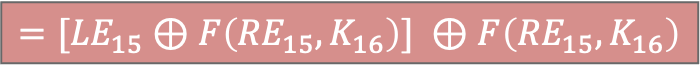 = [LE₁₅ ⊕ F(RE₁₅, K₁₆)] ⊕ F(RE₁₅, K₁₆)